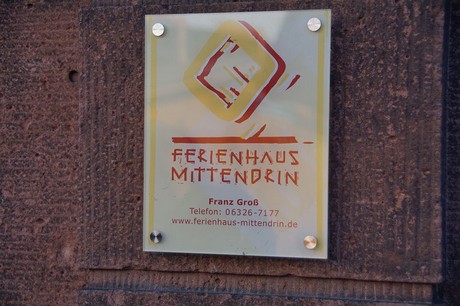 FERIENHAUS
MITTENDRIN
Franz Groß
Telefon: 06326-7177
www.ferienhaus-mittendrin.de